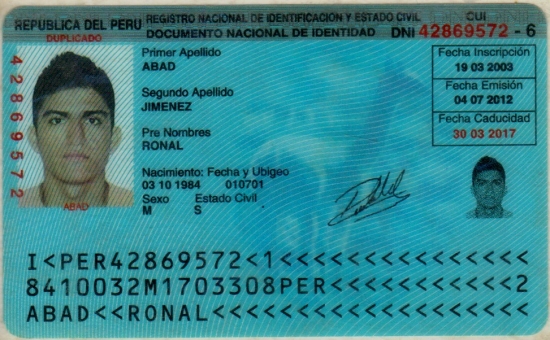 REPUBLICA DEL PERU REGISTRO NACIONAL DE IDENTIFICACIÓN Y ESTADO CIVIL CUI
DUPLICADO DOCUMENTO NACIONAL DE IDENTIDAD DNI 42869572 - 6
42869572
Primer Apellido
ABAD
Segundo Apellido
JIMENEZ
Pre Nombres
RONAL
Nacimiento: Fecha y Ubigeo
03 10 1984 010701
Sexo Estado Civil
M S
ABAD
Fecha Inscripción
19 03 2003
Fecha Emisión
04 07 2012
Fecha Caducidad
30 03 2017
I<PER42869572<1<<<<<<<<<<<<<<<
8410032M1703308PER<<<<<<<<<<<2
ABAD<<RONAL<<<<<<<<<<<<<<<<<<<